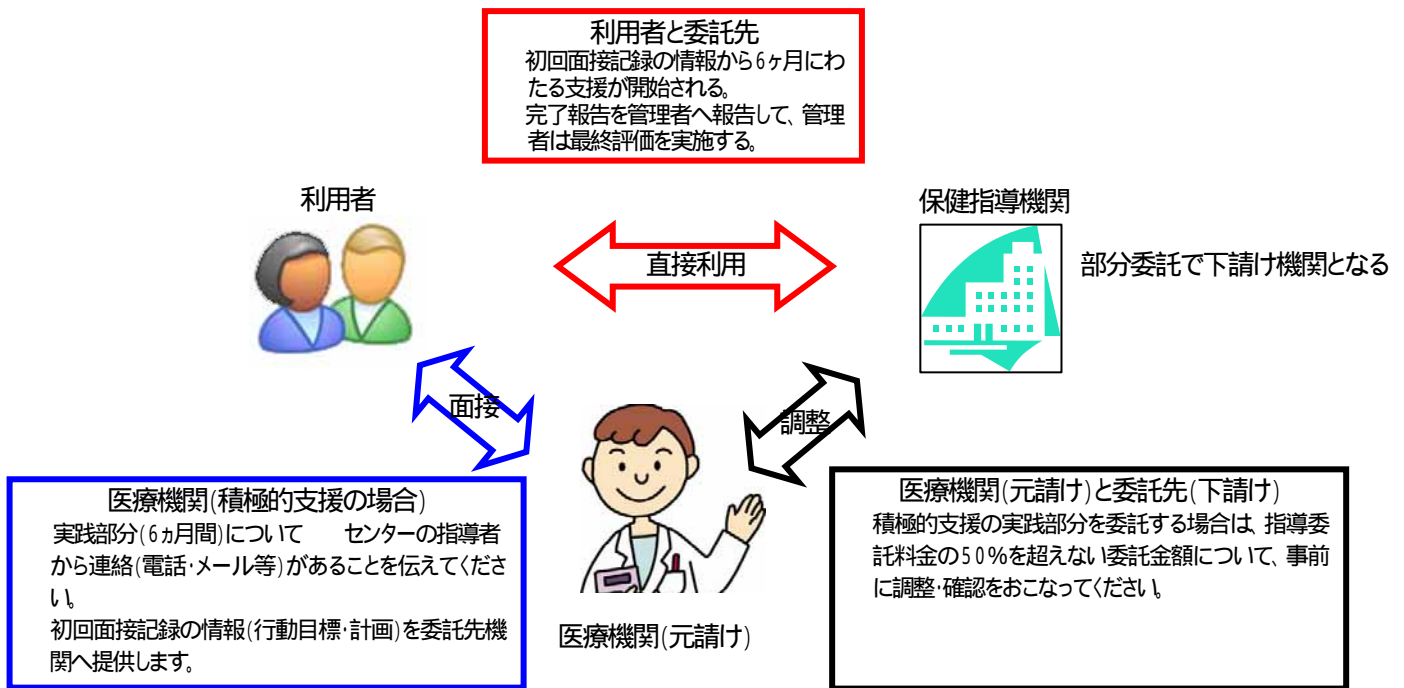 利用者と委託先
初回面接記録の情報から6ヶ月にわ
たる支援が開始される。
完了報告を管理者へ報告して、管理
者は最終評価を実施する。
利用者
保健指導機関
直接利用
部分委託で下請け機関となる
面接
調整
医療機関(積極的支援の場合)
実践部分(6ヵ月間)について　　センターの指導者
から連絡(電話・メール等)があることを伝えてくださ
い。
初回面接記録の情報(行動目標・計画)を委託先機
関へ提供します。
医療機関(元請け)
医療機関(元請け)と委託先(下請け)
積極的支援の実践部分を委託する場合は、指導委
託料金の50%を超えない委託金額について、事前
に調整・確認をおこなってください。